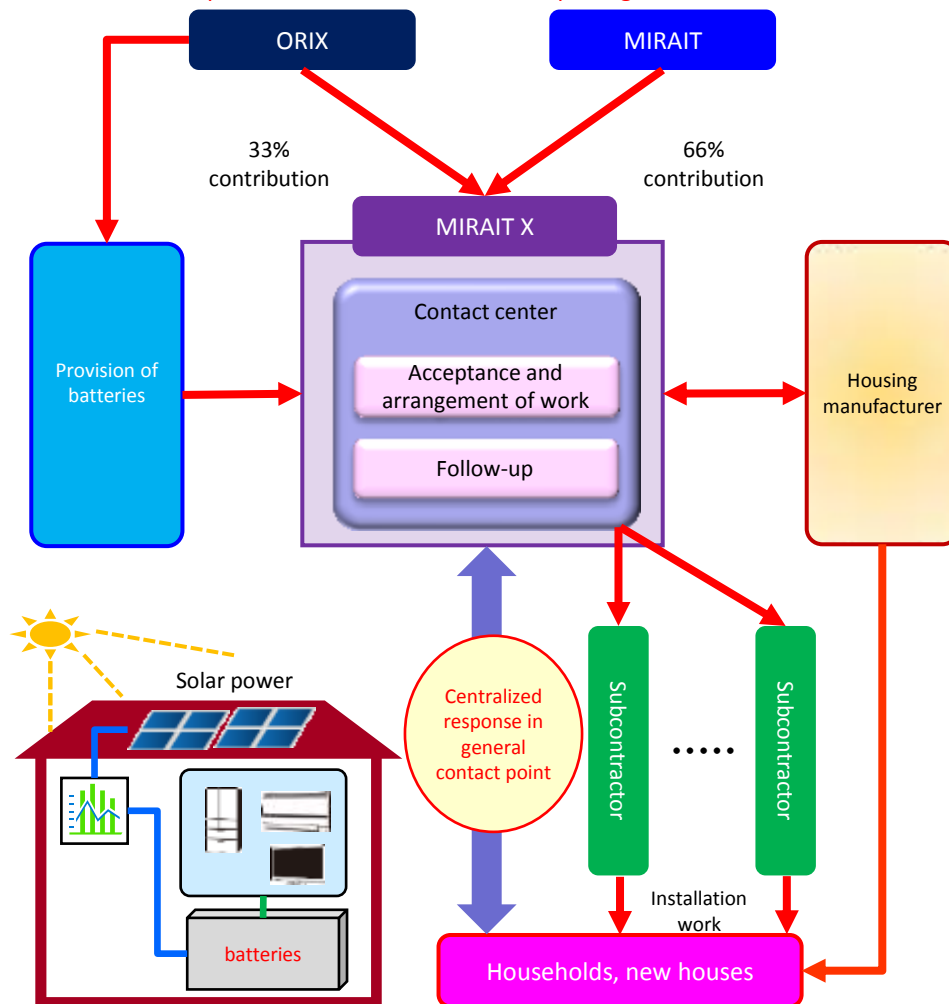 ORIX
MIRAIT
33%
contribution
66%
contribution
MIRAIT X
Contact center
Acceptance and
arrangement of work
Follow-up
Provision of
batteries
Housing
manufacturer
Solar power
Centralized
response in
general
contact point
Subcontractor
.....
Subcontractor
batteries
Installation
work
Households, new houses